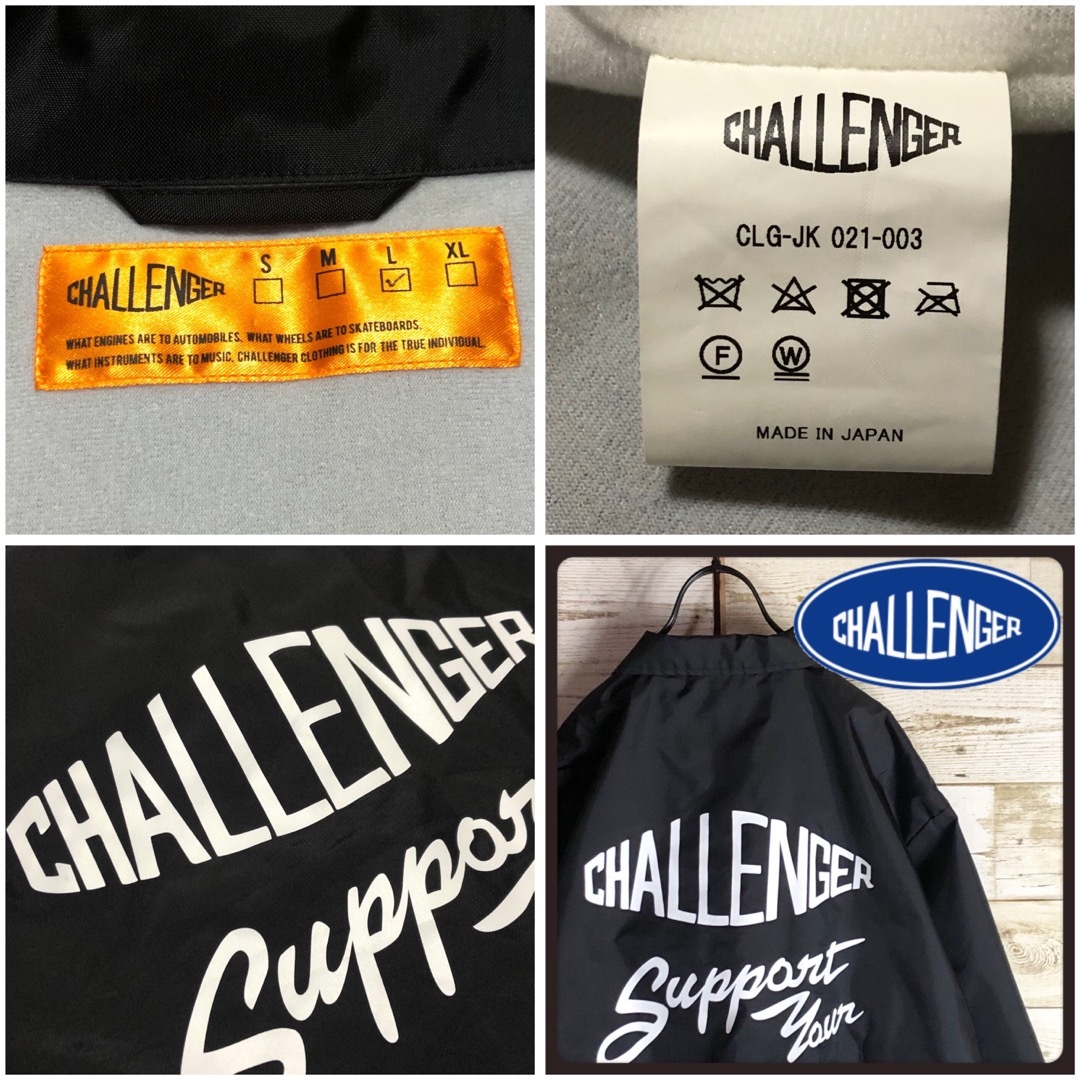 CHALLENGER
S M L XL
WHAT ENGINES ARE TO AUTOMOBILES. WHAT WHEELS ARE TO SKATEBOARDS.
WHAT INSTRUMENTS ARE TO MUSIC. CHALLENGER CLOTHING IS FOR THE TRUE INDIVIDUAL.
CHALLENGER
CLG-JK 021-003
F W
MADE IN JAPAN
CHALLENGER
Suppor
CHALLENGER
CHALLENGER
Support
Your